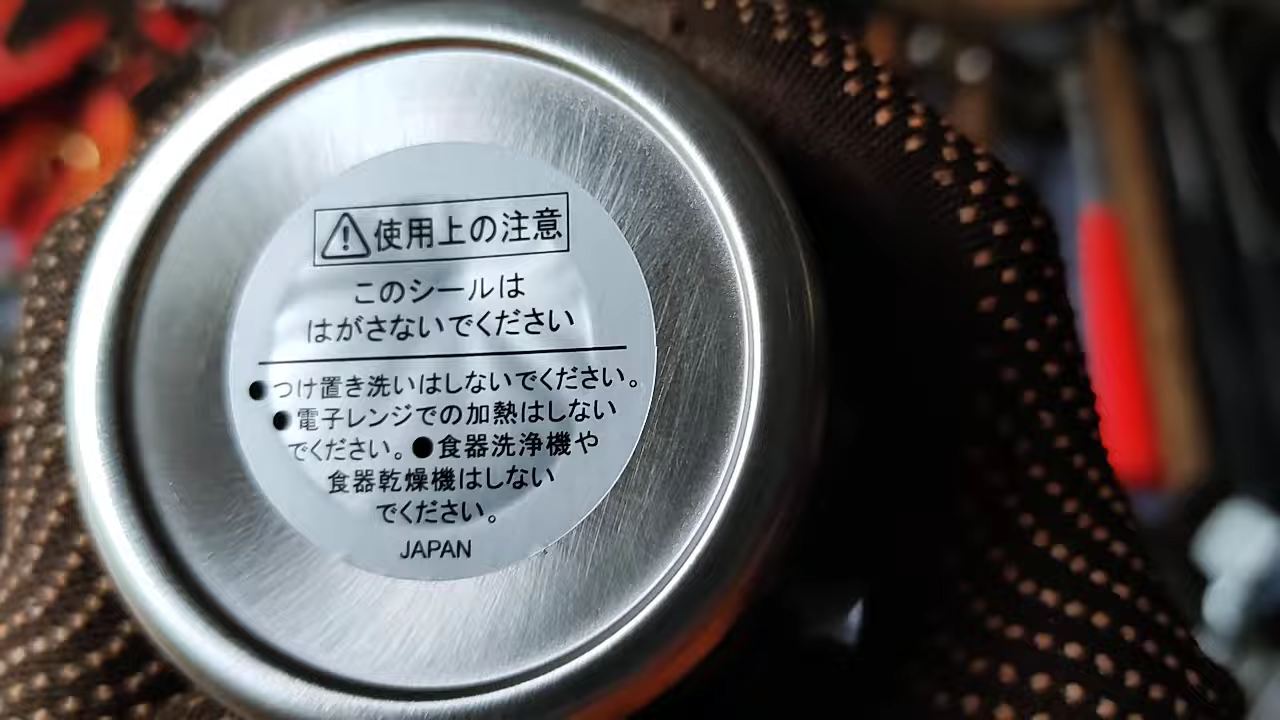 ⚠使用上の注意
このシールは
はがさないでください
●つけ置き洗いはしないでください。
●電子レンジでの加熱はしない
でください。●食器洗浄機や
食器乾燥機はしない
でください。
JAPAN